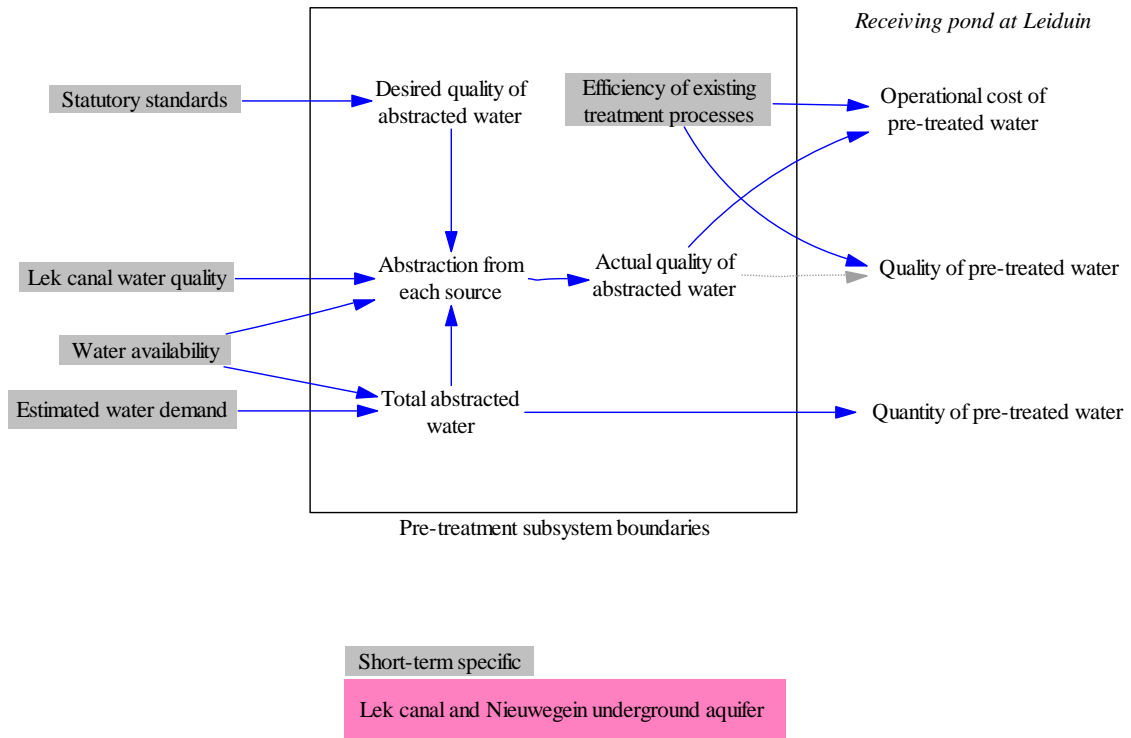 Receiving pond at Leiduin
Statutory standards
Desired quality of
abstracted water
Efficiency of existing
treatment processes
Operational cost of
pre-treated water
Lek canal water quality
Abstraction from
each source
Actual quality of
abstracted water
Quality of pre-treated water
Water availability
Estimated water demand
Total abstracted
water
Quantity of pre-treated water
Pre-treatment subsystem boundaries
Short-term specific
Lek canal and Nieuwegein underground aquifer